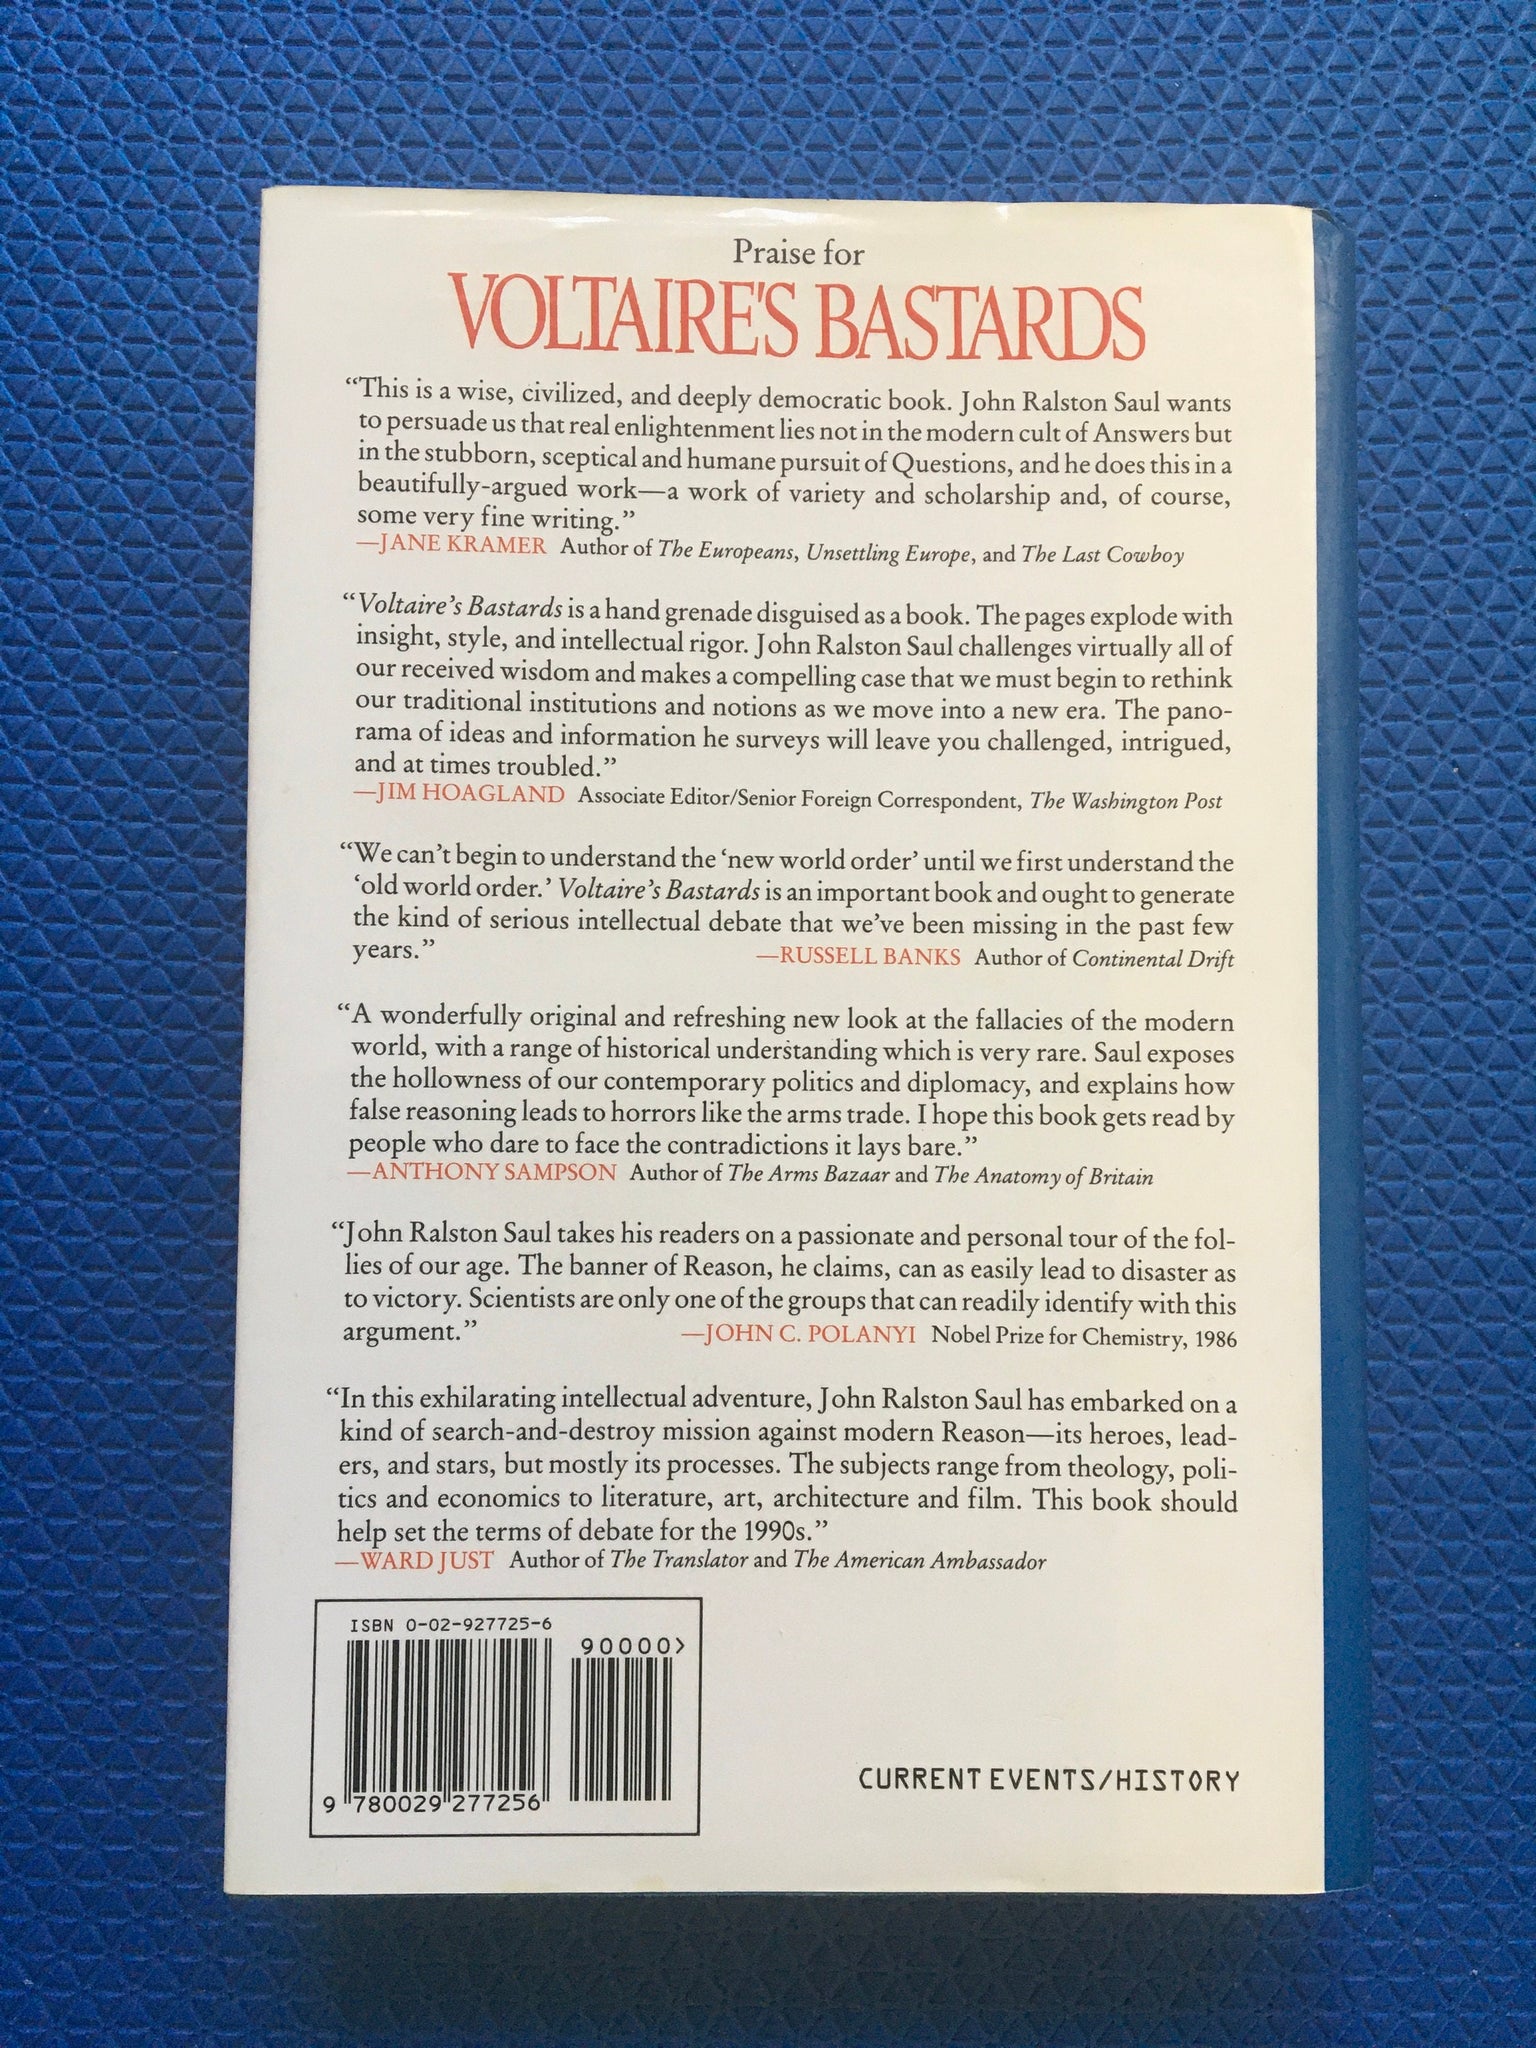 Praise for
VOLTAIRE'S BASTARDS
“This is a wise, civilized, and deeply democratic book. John Ralston Saul wants
to persuade us that real enlightenment lies not in the modern cult of Answers but
in the stubborn, sceptical and humane pursuit of Questions, and he does this in a
beautifully-argued work—a work of variety and scholarship and, of course,
some very fine writing.”
—JANE KRAMER Author of The Europeans, Unsettling Europe, and The Last Cowboy
“Voltaire’s Bastards is a hand grenade disguised as a book. The pages explode with
insight, style, and intellectual rigor. John Ralston Saul challenges virtually all of
our received wisdom and makes a compelling case that we must begin to rethink
our traditional institutions and notions as we move into a new era. The pano-
rama of ideas and information he surveys will leave you challenged, intrigued,
and at times troubled.”
—JIM HOAGLAND Associate Editor/Senior Foreign Correspondent, The Washington Post
“We can’t begin to understand the ‘new world order’ until we first understand the
‘old world order.’ Voltaire’s Bastards is an important book and ought to generate
the kind of serious intellectual debate that we’ve been missing in the past few
years.” —RUSSELL BANKS Author of Continental Drift
“A wonderfully original and refreshing new look at the fallacies of the modern
world, with a range of historical understanding which is very rare. Saul exposes
the hollowness of our contemporary politics and diplomacy, and explains how
false reasoning leads to horrors like the arms trade. I hope this book gets read by
people who dare to face the contradictions it lays bare.”
—ANTHONY SAMPSON Author of The Arms Bazaar and The Anatomy of Britain
“John Ralston Saul takes his readers on a passionate and personal tour of the fol-
lies of our age. The banner of Reason, he claims, can as easily lead to disaster as
to victory. Scientists are only one of the groups that can readily identify with this
argument.” —JOHN C. POLANYI Nobel Prize for Chemistry, 1986
“In this exhilarating intellectual adventure, John Ralston Saul has embarked on a
kind of search-and-destroy mission against modern Reason—its heroes, lead-
ers, and stars, but mostly its processes. The subjects range from theology, poli-
tics and economics to literature, art, architecture and film. This book should
help set the terms of debate for the 1990s.”
—WARD JUST Author of The Translator and The American Ambassador
ISBN 0-02-927725-6
90000>
9 780029 277256
CURRENT EVENTS/HISTORY